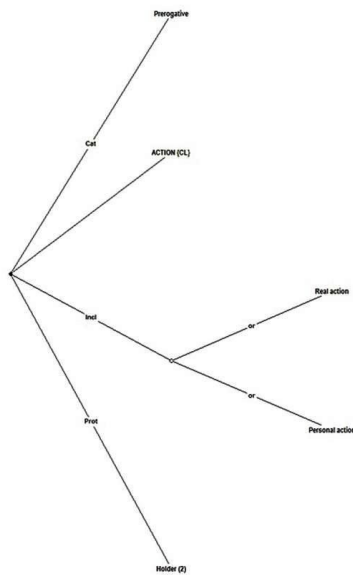 Prerogative
Cat
ACTION (CL)
Real action
Incl
or
or
Prot
Personal action
Holder (2)